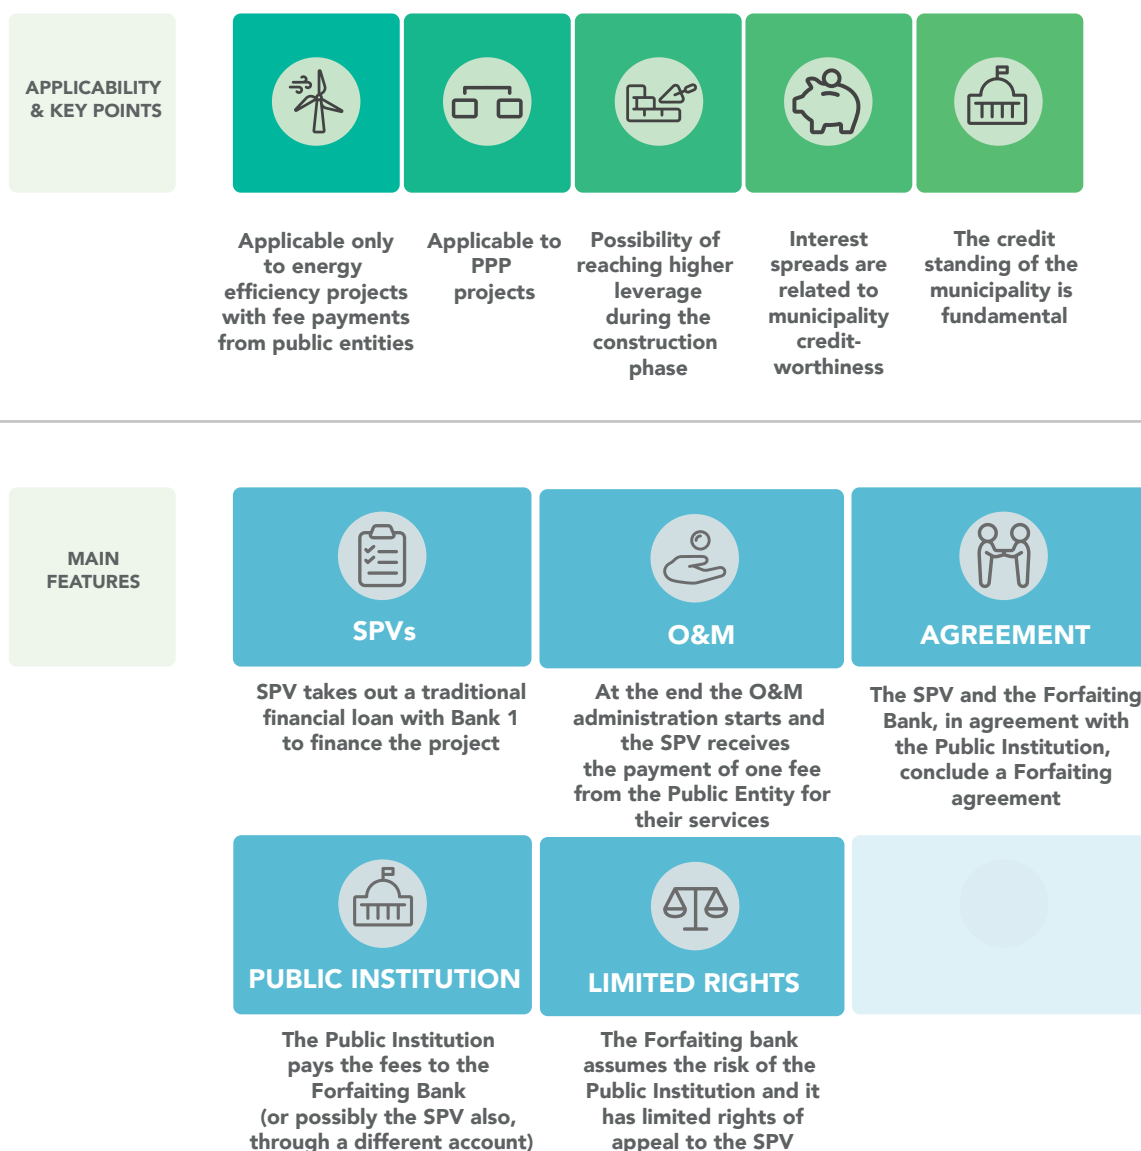 APPLICABILITY
& KEY POINTS
Applicable only
to energy
efficiency projects
with fee payments
from public entities
Applicable to
PPP
projects
Possibility of
reaching higher
leverage
during the
construction
phase
Interest
spreads are
related to
municipality
credit-
worthiness
The credit
standing of the
municipality is
fundamental
MAIN
FEATURES
SPVs
SPV takes out a traditional
financial loan with Bank 1
to finance the project
O&M
At the end the O&M
administration starts and
the SPV receives
the payment of one fee
from the Public Entity for
their services
AGREEMENT
The SPV and the Forfaiting
Bank, in agreement with
the Public Institution,
conclude a Forfaiting
agreement
PUBLIC INSTITUTION
The Public Institution
pays the fees to the
Forfaiting Bank
(or possibly the SPV also,
through a different account)
LIMITED RIGHTS
The Forfaiting bank
assumes the risk of the
Public Institution and it
has limited rights of
appeal to the SPV